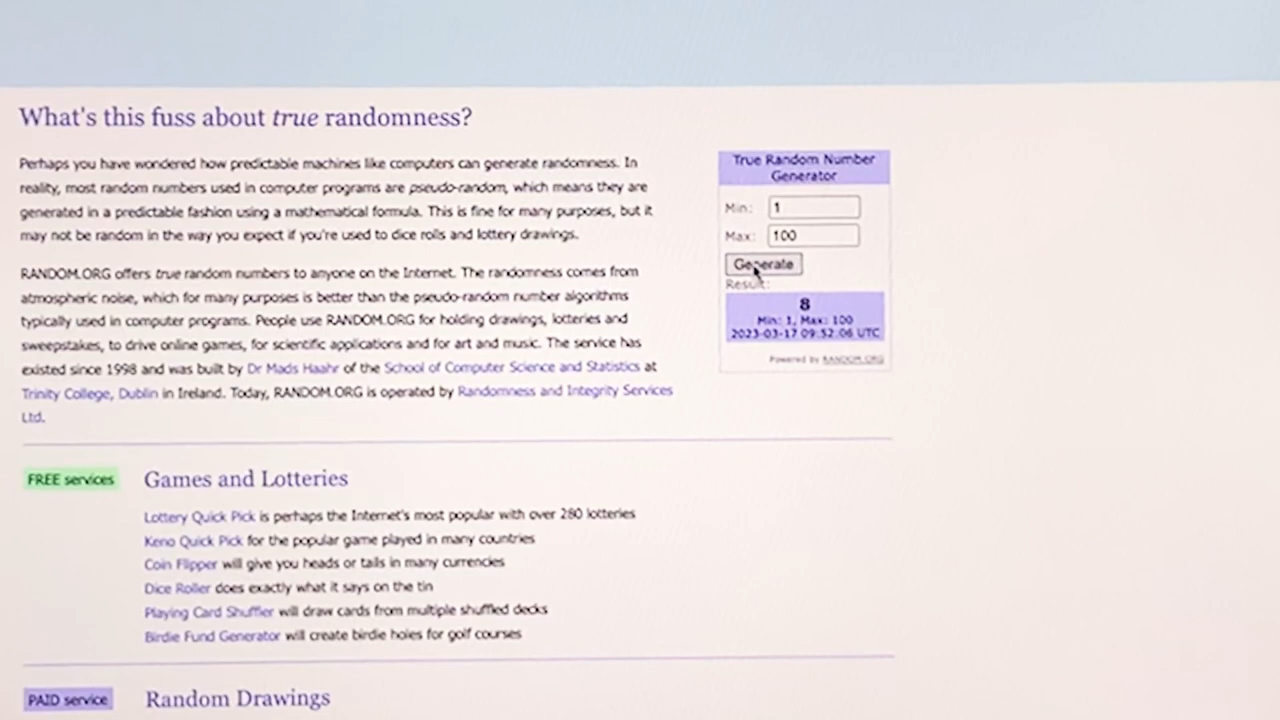 What's this fuss about true randomness?
Perhaps you have wondered how predictable machines like computers can generate randomness. In
reality, most random numbers used in computer programs are pseudo-random, which means they are
generated in a predictable fashion using a mathematical formula. This is fine for many purposes, but it
may not be random in the way you expect if you're used to dice rolls and lottery drawings.
RANDOM.ORG offers true random numbers to anyone on the Internet. The randomness comes from
atmospheric noise, which for many purposes is better than the pseudo-random number algorithms
typically used in computer programs. People use RANDOM.ORG for holding drawings, lotteries and
sweepstakes, to drive online games, for scientific applications and for art and music. The service has
existed since 1998 and was built by Dr Mads Haahr of the School of Computer Science and Statistics at
Trinity College, Dublin in Ireland. Today, RANDOM.ORG is operated by Randomness and Integrity Services
Ltd.
True Random Number
Generator
Min: 1
Max: 100
Generate
Result:
8
Min: 1, Max: 100
2023-03-17 09:52:06 UTC
Powered by RANDOM.ORG
FREE services
Games and Lotteries
Lottery Quick Pick is perhaps the Internet's most popular with over 280 lotteries
Keno Quick Pick for the popular game played in many countries
Coin Flipper will give you heads or tails in many currencies
Dice Roller does exactly what it says on the tin
Playing Card Shuffler will draw cards from multiple shuffled decks
Birdie Fund Generator will create birdie holes for golf courses
PAID service
Random Drawings